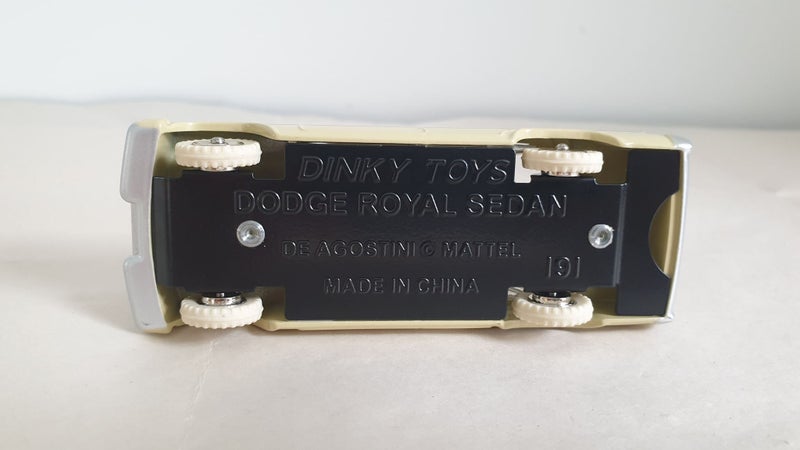 DINKY TOYS
DODGE ROYAL SEDAN
DE AGOSTINI © MATTEL
191
MADE IN CHINA